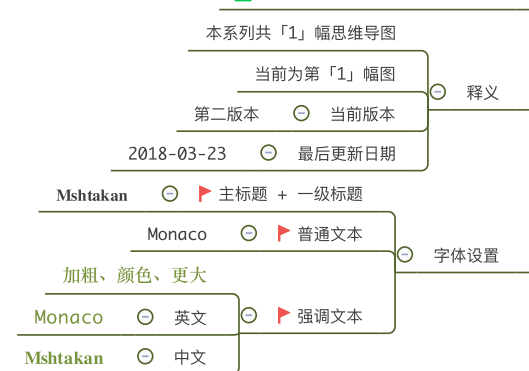 本系列共「1」幅思维导图
当前为第「1」幅图
释义
第二版本 当前版本
2018-03-23 最后更新日期
Mshtakan 主标题 + 一级标题
Monaco 普通文本
字体设置
加粗、颜色、更大
Monaco 英文 强调文本
Mshtakan 中文